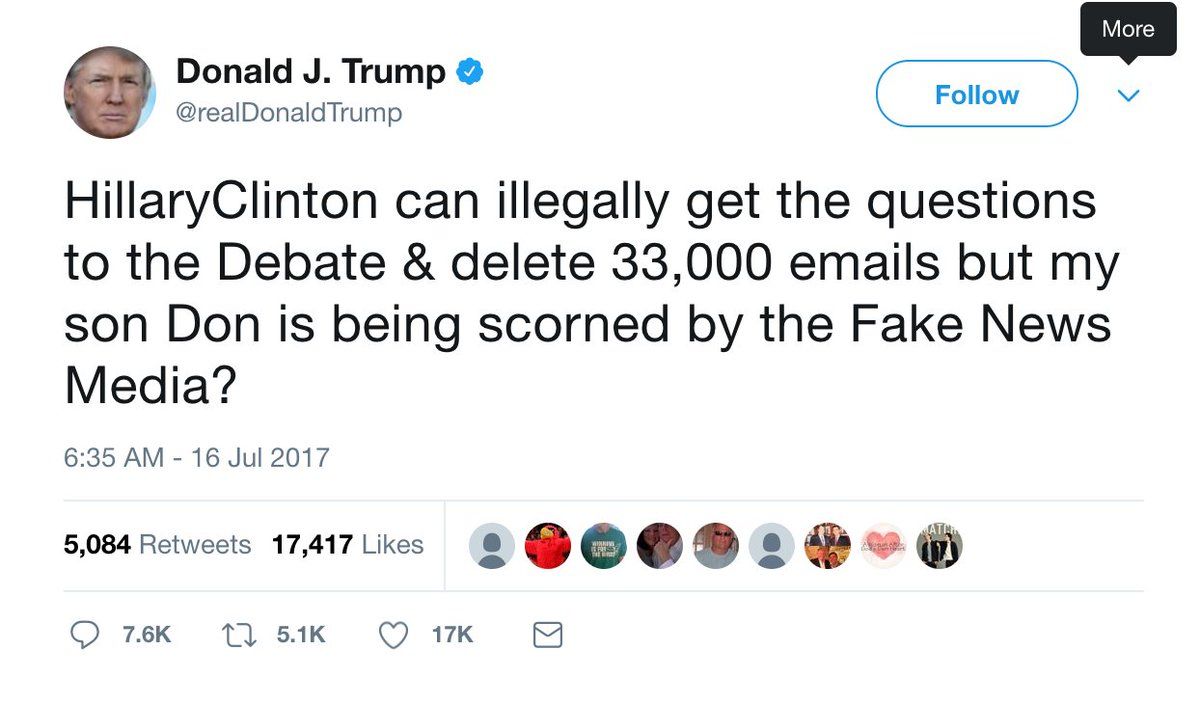 More
Donald J. Trump
@realDonaldTrump
Follow
HillaryClinton can illegally get the questions
to the Debate & delete 33,000 emails but my
son Don is being scorned by the Fake News
Media?
6:35 AM - 16 Jul 2017
5,084 Retweets 17,417 Likes
7.6K 5.1K 17K